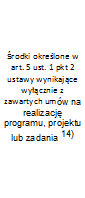 Środki określone w
art. 5 ust. 1 pkt 2
ustawy wynikające
wyłącznie z
zawartych umów na
realizację
programu, projektu
lub zadania 14)